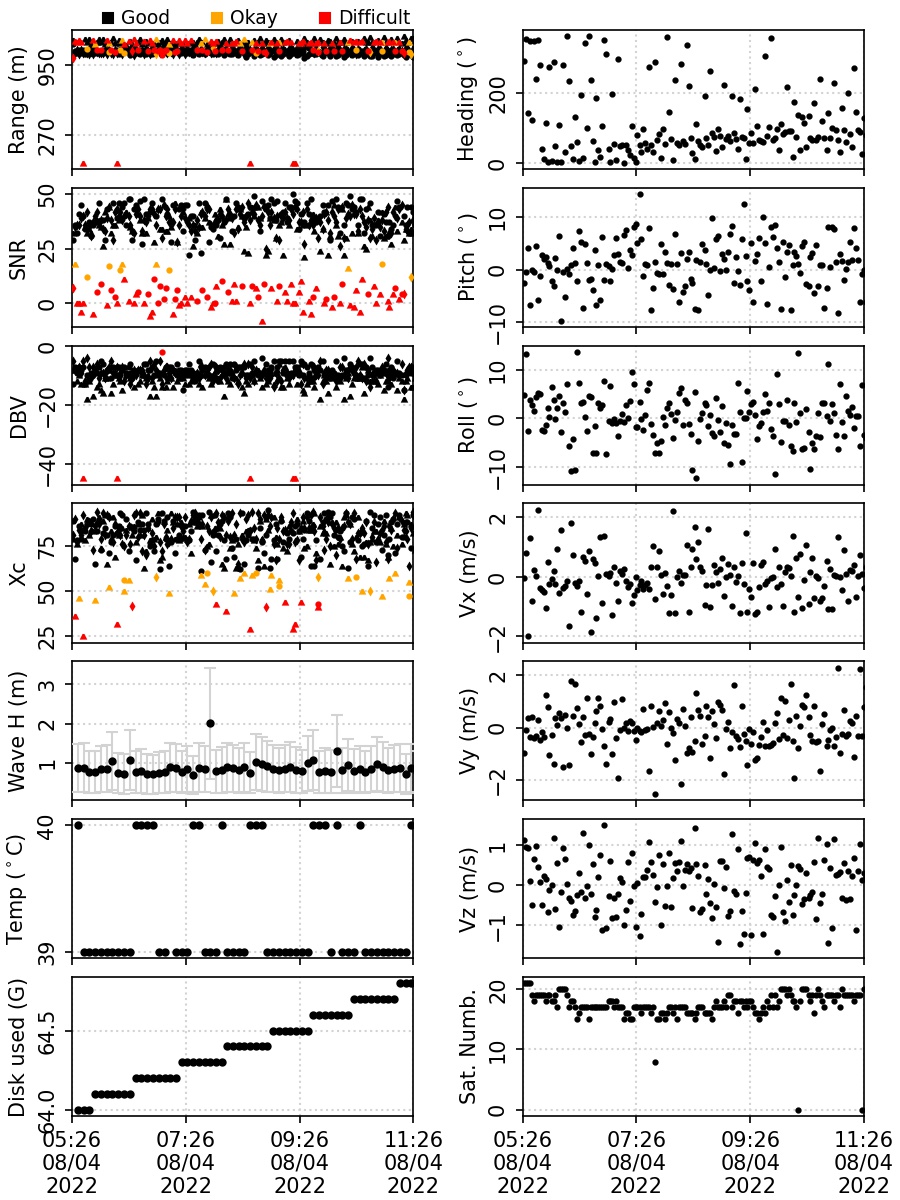 Good Okay Difficult
Range (m)
950
270
Heading (°)
200
0
SNR
50
25
0
Pitch (°)
10
0
−10
DBV
0
−20
−40
Roll (°)
10
0
−10
Xc
75
50
25
Vx (m/s)
2
0
−2
Wave H (m)
3
2
1
Vy (m/s)
2
0
−2
Temp (°C)
40
39
Vz (m/s)
1
0
−1
Disk used (G)
64.5
64.0
Sat. Numb.
20
10
0
05:26 07:26 09:26 11:26 05:26 07:26 09:26 11:26
08/04 08/04 08/04 08/04 08/04 08/04 08/04 08/04
2022 2022 2022 2022 2022 2022 2022 2022